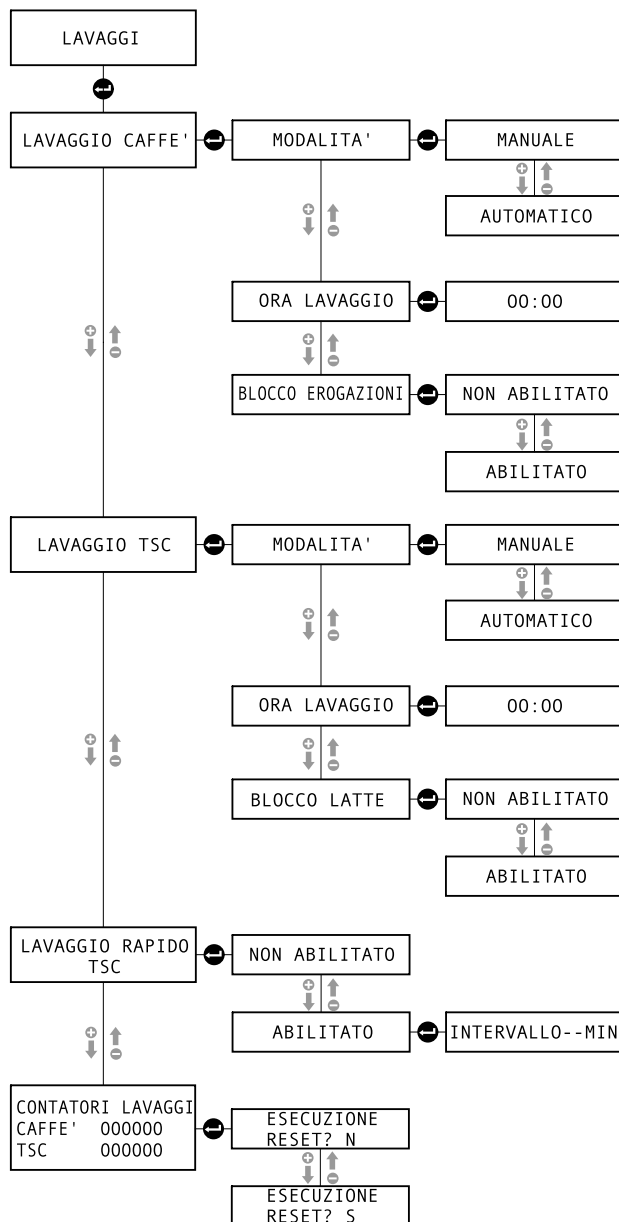 LAVAGGI
LAVAGGIO CAFFE'
MODALITA'
MANUALE
AUTOMATICO
ORA LAVAGGIO
00:00
BLOCCO EROGAZIONI
NON ABILITATO
ABILITATO
LAVAGGIO TSC
MODALITA'
MANUALE
AUTOMATICO
ORA LAVAGGIO
00:00
BLOCCO LATTE
NON ABILITATO
ABILITATO
LAVAGGIO RAPIDO
TSC
NON ABILITATO
ABILITATO
INTERVALLO--MIN
CONTATORI LAVAGGI
CAFFE' 000000
TSC 000000
ESECUZIONE
RESET? N
ESECUZIONE
RESET? S